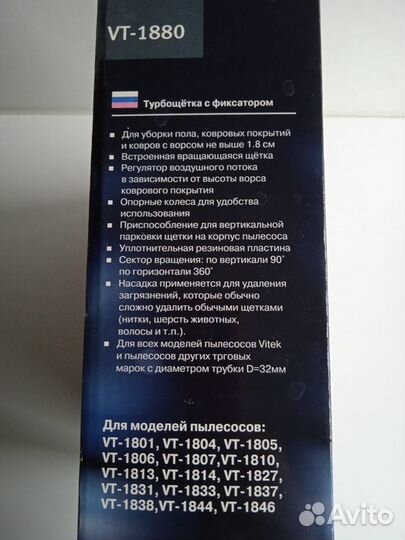 VT-1880
Турбощётка с фиксатором
Для уборки пола, ковровых покрытий
и ковров с ворсом не выше 1.8 см
Встроенная вращающаяся щётка
Регулятор воздушного потока
в зависимости от высоты ворса
коврового покрытия
Опорные колеса для удобства
использования
Приспособление для вертикальной
парковки щетки на корпус пылесоса
Уплотнительная резиновая пластина
Сектор вращения: по вертикали 90°
по горизонтали 360°
Насадка применяется для удаления
загрязнений, которые обычно
сложно удалить обычными щетками
(нитки, шерсть животных,
волосы и т.п.).
Для всех моделей пылесосов Vitek
и пылесосов других трговых
марок с диаметром трубки D=32мм
Для моделей пылесосов:
VT-1801, VT-1804, VT-1805,
VT-1806, VT-1807,VT-1810,
VT-1813, VT-1814, VT-1827,
VT-1831, VT-1833, VT-1837,
VT-1838,VT-1844, VT-1846
Avito